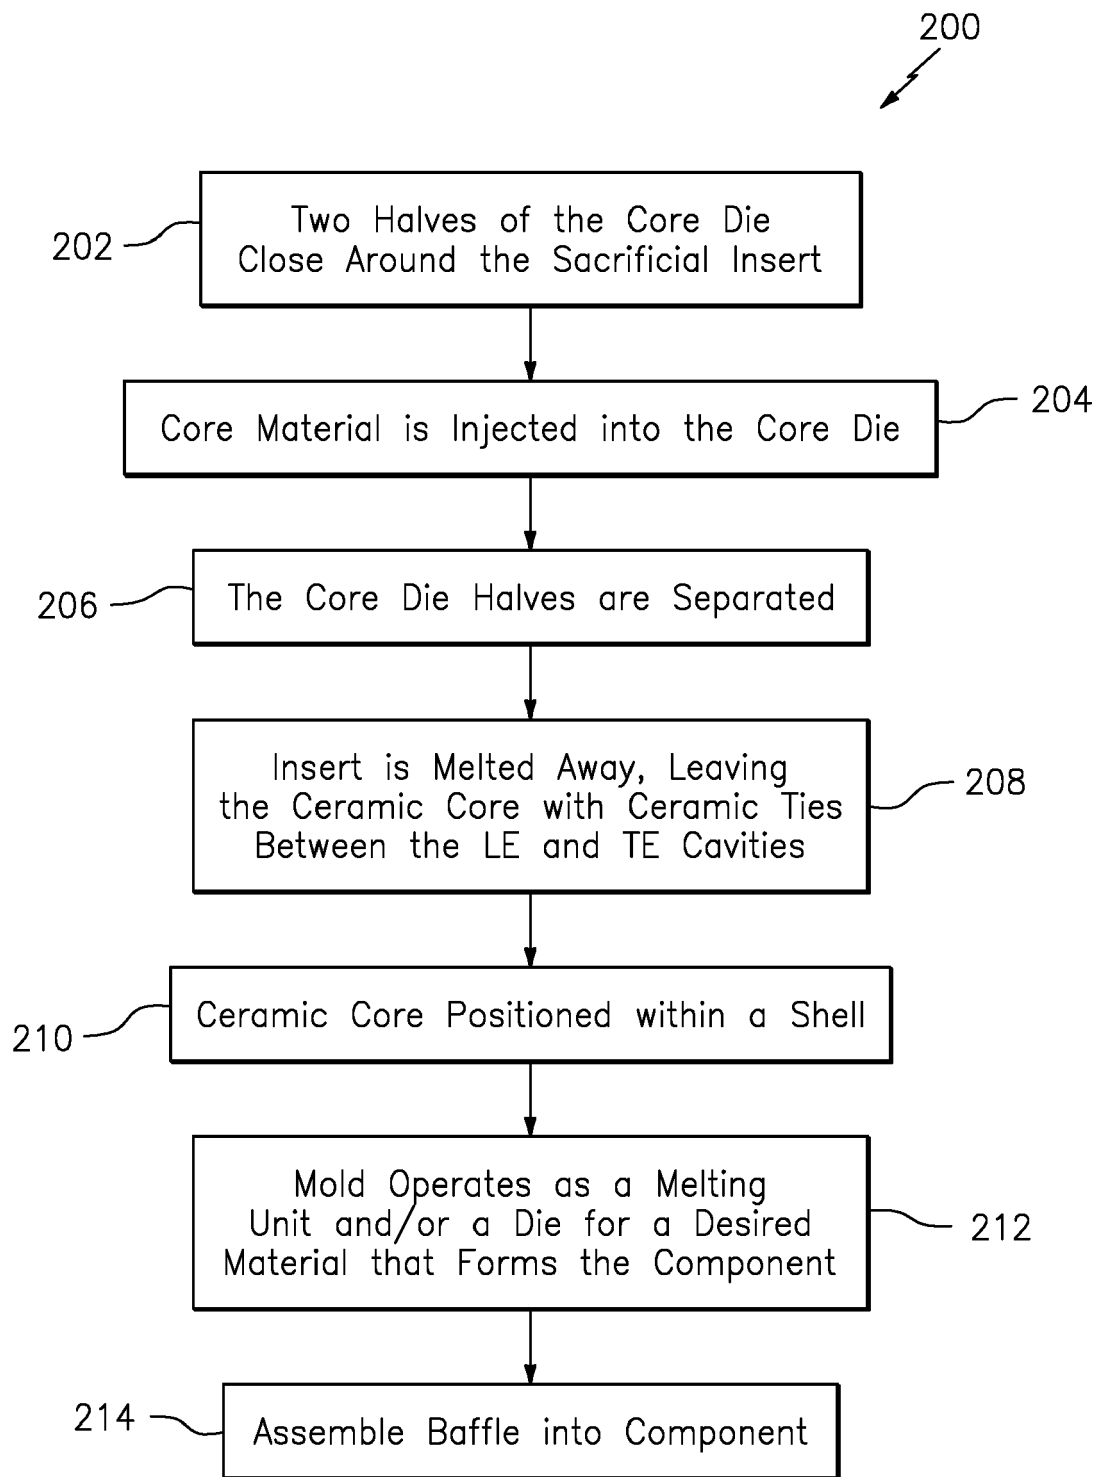 200
202
Two Halves of the Core Die
Close Around the Sacrificial Insert
Core Material is Injected into the Core Die
204
206
The Core Die Halves are Separated
Insert is Melted Away, Leaving
the Ceramic Core with Ceramic Ties
Between the LE and TE Cavities
208
210
Ceramic Core Positioned within a Shell
Mold Operates as a Melting
Unit and/or a Die for a Desired
Material that Forms the Component
212
214
Assemble Baffle into Component